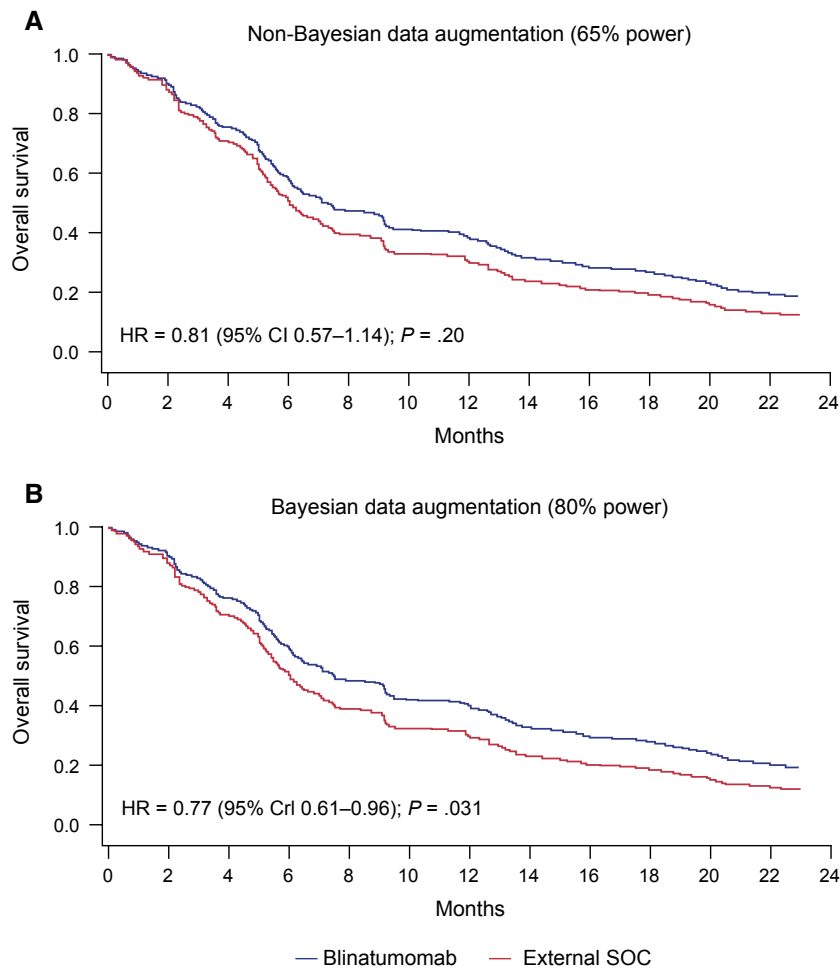 A
Non-Bayesian data augmentation (65% power)
1.0
0.8
0.6
0.4
0.2
0.0
Overall survival
HR = 0.81 (95% CI 0.57–1.14); P = .20
0 2 4 6 8 10 12 14 16 18 20 22 24
Months
B
Bayesian data augmentation (80% power)
1.0
0.8
0.6
0.4
0.2
0.0
Overall survival
HR = 0.77 (95% Crl 0.61–0.96); P = .031
0 2 4 6 8 10 12 14 16 18 20 22 24
Months
Blinatumomab External SOC